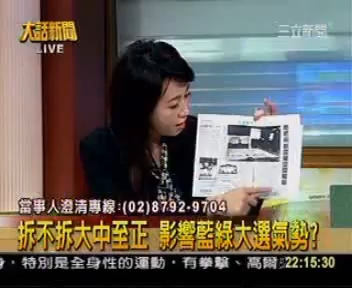 大話新聞
LIVE
三立新聞
當事人澄清專線:(02)8792-9704
拆不拆大中至正 影響藍綠大選氣勢?
身，特別是全身性的運動，有拳擊、高爾
22:15:30